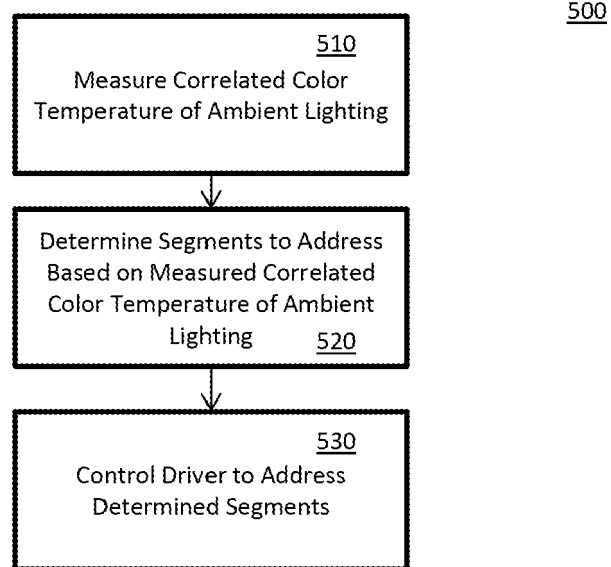 500
510
Measure Correlated Color
Temperature of Ambient Lighting
Determine Segments to Address
Based on Measured Correlated
Color Temperature of Ambient
Lighting 520
530
Control Driver to Address
Determined Segments